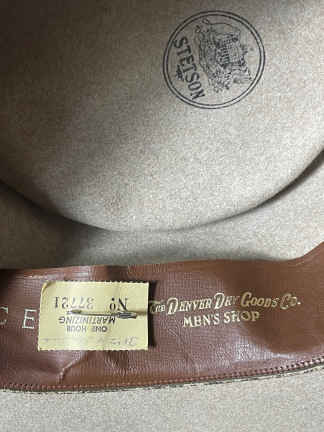 STETSON
CE
No 37721
MARTINIZING
ONE HOUR
The DENVER DRY GOODS Co.
MEN'S SHOP